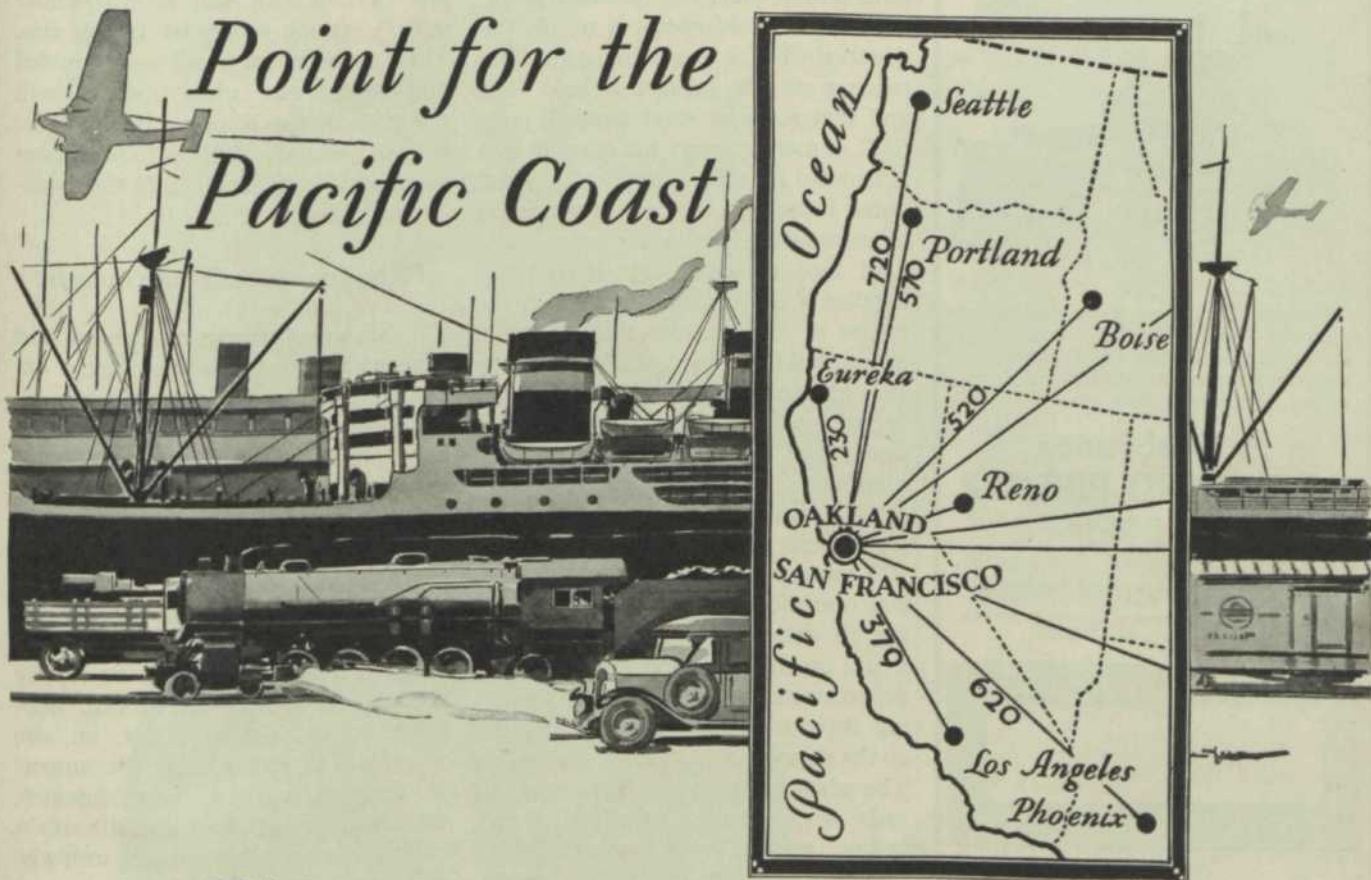 Point for the
Pacific Coast
Pacific Ocean
Seattle
Portland
720
570
Boise
Eureka
230
520
Reno
OAKLAND
SAN FRANCISCO
379
620
Los Angeles
Phoenix